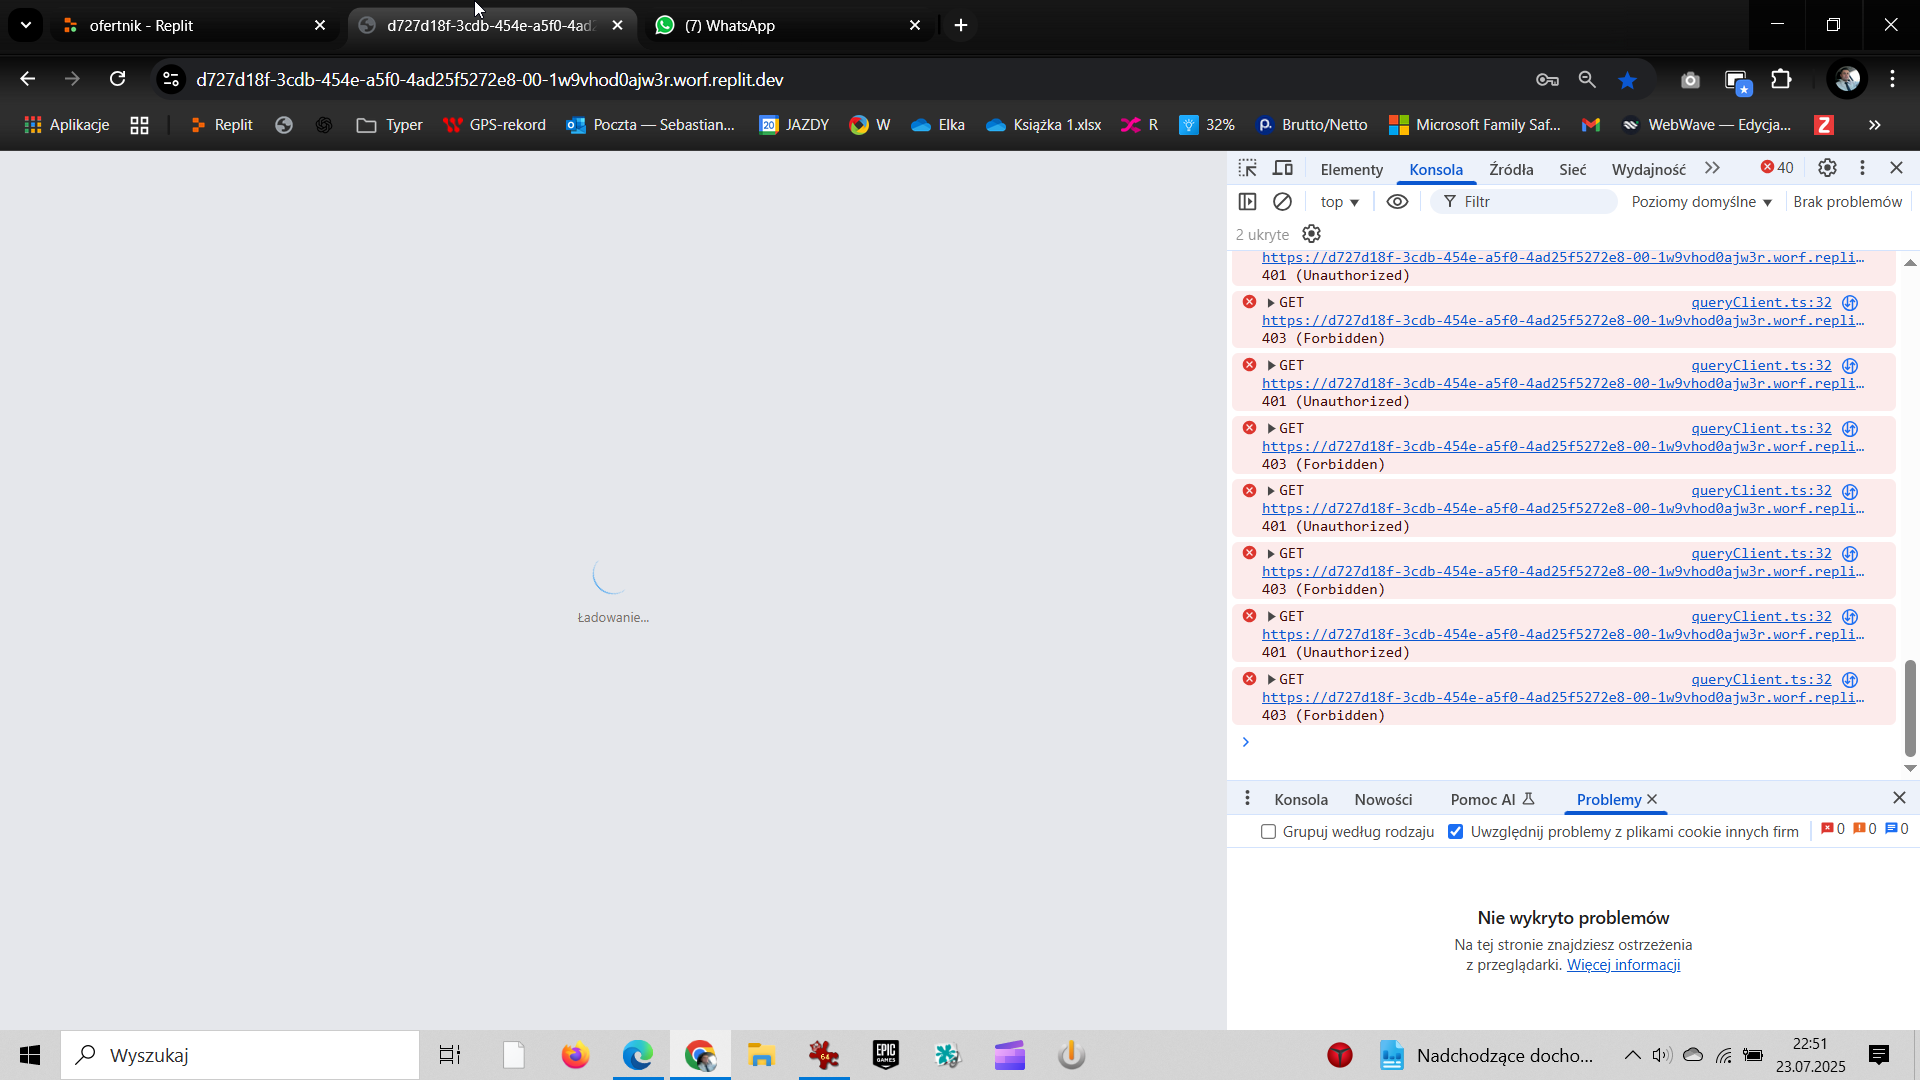 ofertnik - Replit
d727d18f-3cdb-454e-a5f0-4ad2
(7) WhatsApp
d727d18f-3cdb-454e-a5f0-4ad25f5272e8-00-1w9vhod0ajw3r.worf.replit.dev
Aplikacje
Replit
Typer
GPS-rekord
Poczta — Sebastian...
20
JAZDY
W
Elka
Książka 1.xlsx
R
32%
Brutto/Netto
Microsoft Family Saf...
WebWave — Edycja...
Z
Elementy
Konsola
Źródła
Sieć
Wydajność
40
top
Filtr
Poziomy domyślne
Brak problemów
2 ukryte
https://d727d18f-3cdb-454e-a5f0-4ad25f5272e8-00-1w9vhod0ajw3r.worf.repli…
401 (Unauthorized)
GET queryClient.ts:32
https://d727d18f-3cdb-454e-a5f0-4ad25f5272e8-00-1w9vhod0ajw3r.worf.repli…
403 (Forbidden)
GET queryClient.ts:32
https://d727d18f-3cdb-454e-a5f0-4ad25f5272e8-00-1w9vhod0ajw3r.worf.repli…
401 (Unauthorized)
GET queryClient.ts:32
https://d727d18f-3cdb-454e-a5f0-4ad25f5272e8-00-1w9vhod0ajw3r.worf.repli…
403 (Forbidden)
GET queryClient.ts:32
https://d727d18f-3cdb-454e-a5f0-4ad25f5272e8-00-1w9vhod0ajw3r.worf.repli…
401 (Unauthorized)
GET queryClient.ts:32
https://d727d18f-3cdb-454e-a5f0-4ad25f5272e8-00-1w9vhod0ajw3r.worf.repli…
403 (Forbidden)
GET queryClient.ts:32
https://d727d18f-3cdb-454e-a5f0-4ad25f5272e8-00-1w9vhod0ajw3r.worf.repli…
401 (Unauthorized)
GET queryClient.ts:32
https://d727d18f-3cdb-454e-a5f0-4ad25f5272e8-00-1w9vhod0ajw3r.worf.repli…
403 (Forbidden)
Ładowanie...
Konsola
Nowości
Pomoc AI
Problemy
Grupuj według rodzaju
Uwzględnij problemy z plikami cookie innych firm
0
0
0
Nie wykryto problemów
Na tej stronie znajdziesz ostrzeżenia
z przeglądarki. Więcej informacji
Wyszukaj
64
EPIC
GAMES
Nadchodzące docho...
22:51
23.07.2025